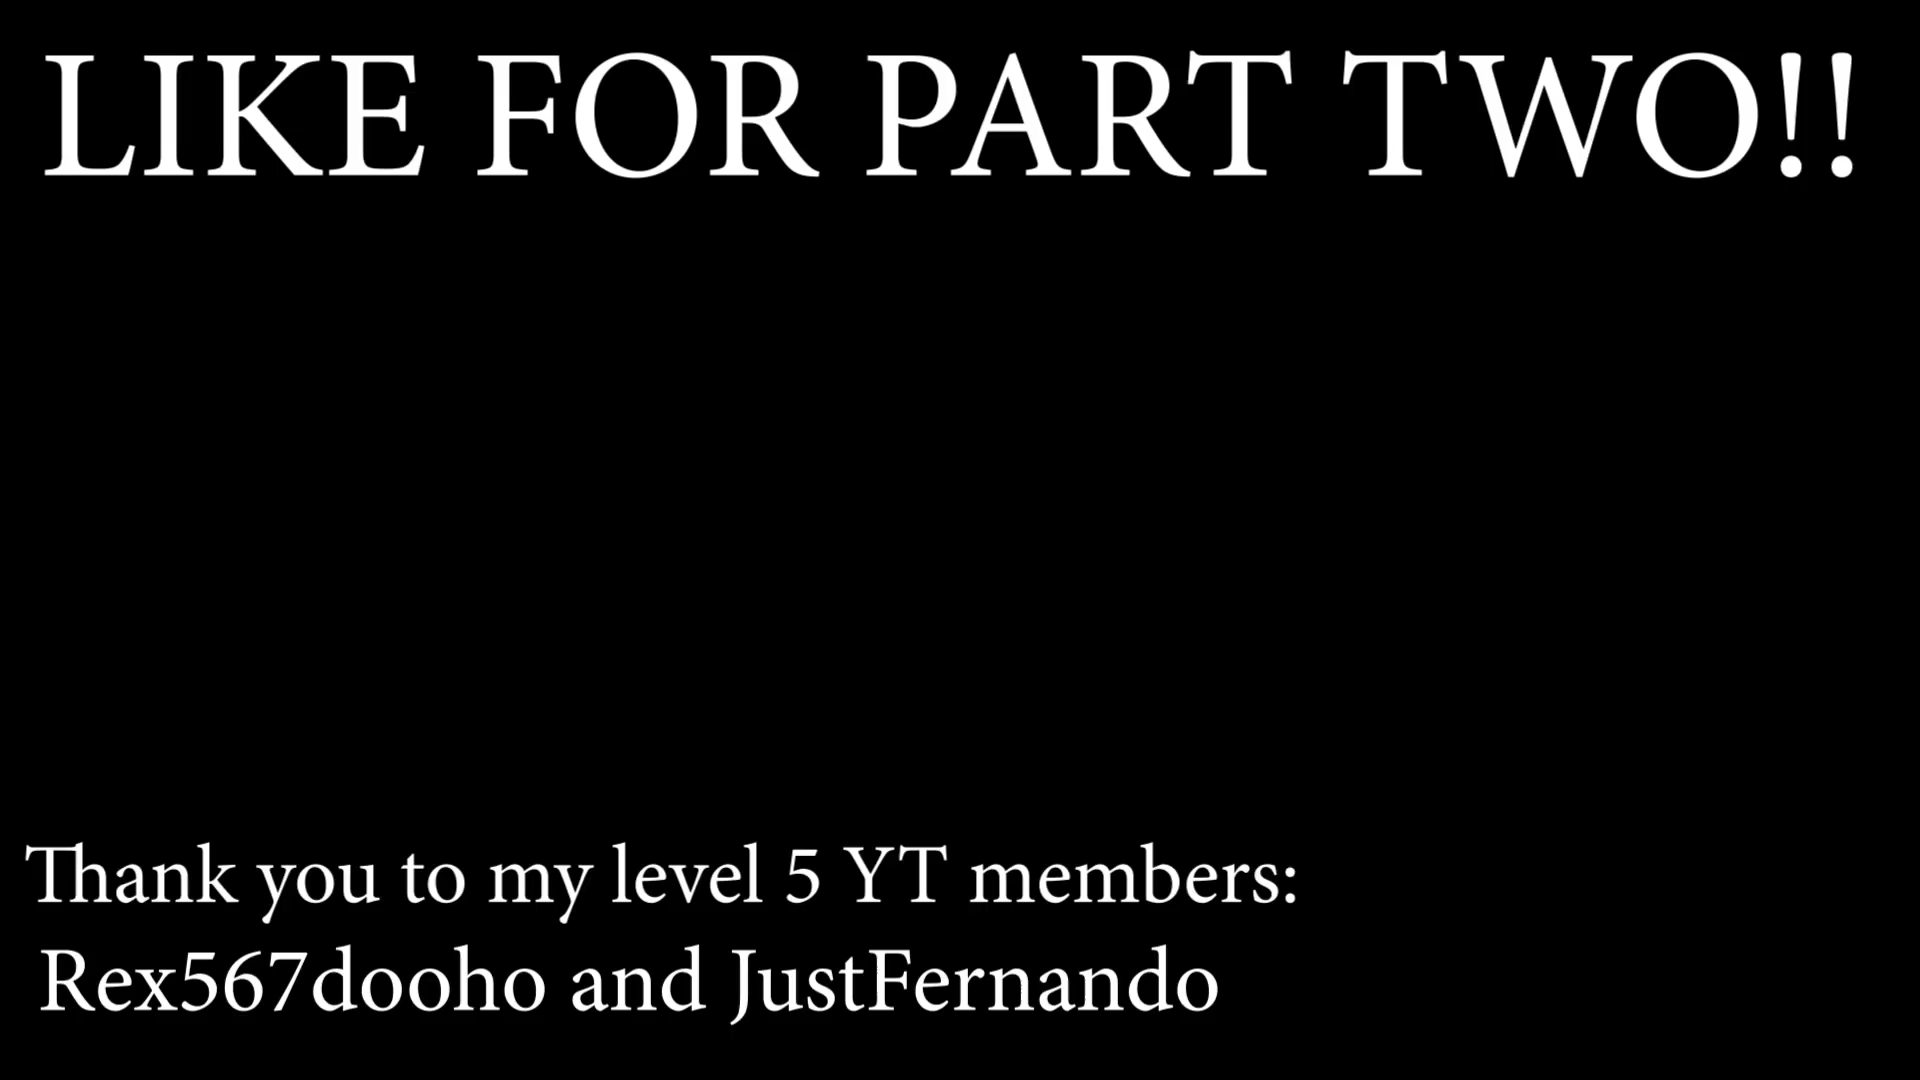 LIKE FOR PART TWO!!
Thank you to my level 5 YT members:
Rex567dooho and JustFernando